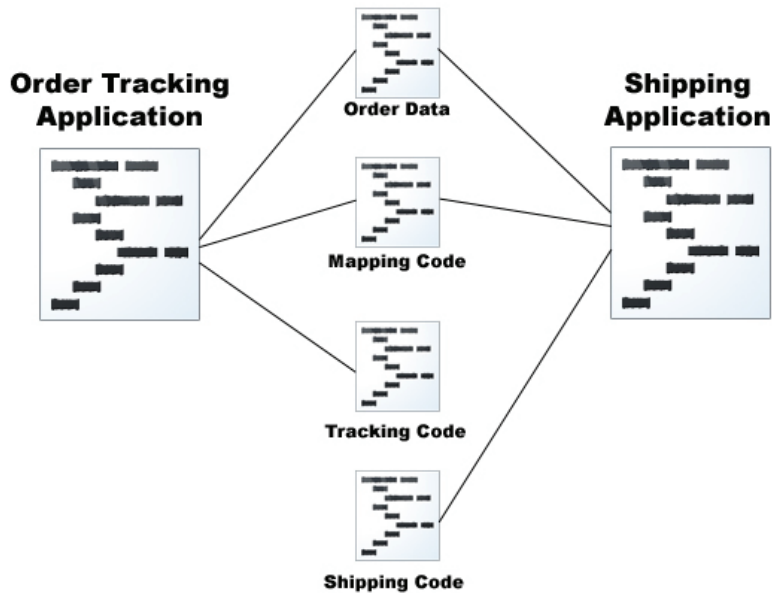 Order Tracking
Application
Order Data
Mapping Code
Tracking Code
Shipping Code
Shipping
Application